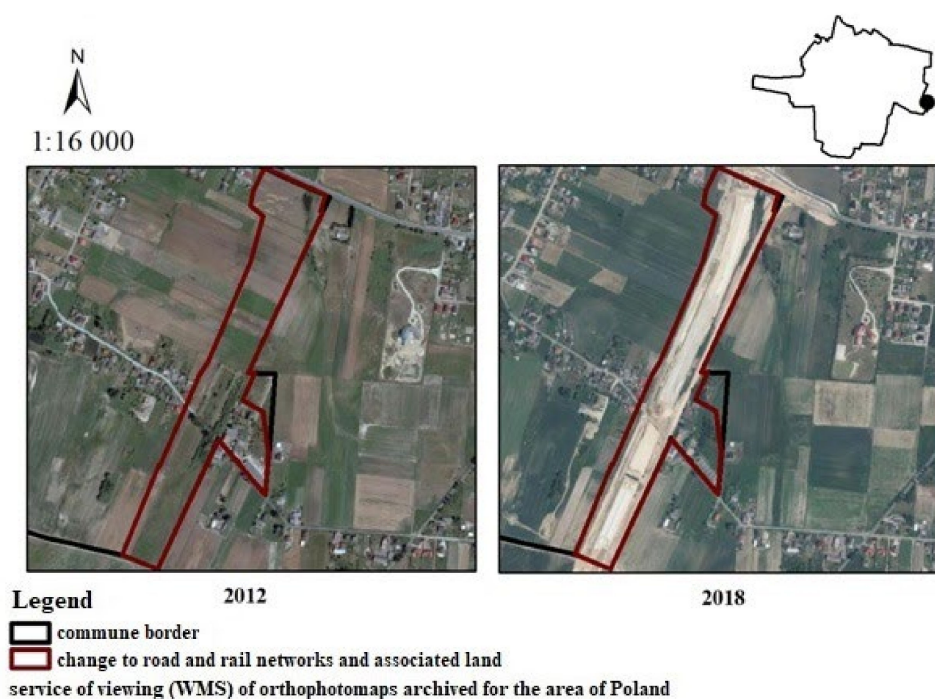 N
1:16 000
2012
2018
Legend
commune border
change to road and rail networks and associated land
service of viewing (WMS) of orthophotomaps archived for the area of Poland